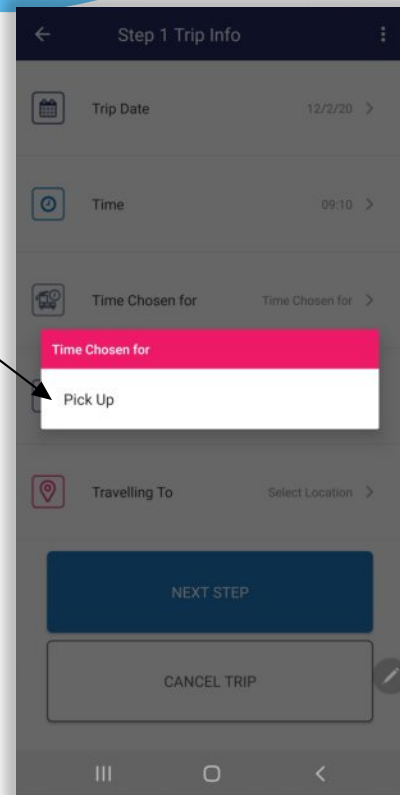 Step 1 Trip Info
Trip Date 12/2/20
Time 09:10
Time Chosen for Time Chosen for
Time Chosen for
Pick Up
Travelling To Select Location
NEXT STEP
CANCEL TRIP